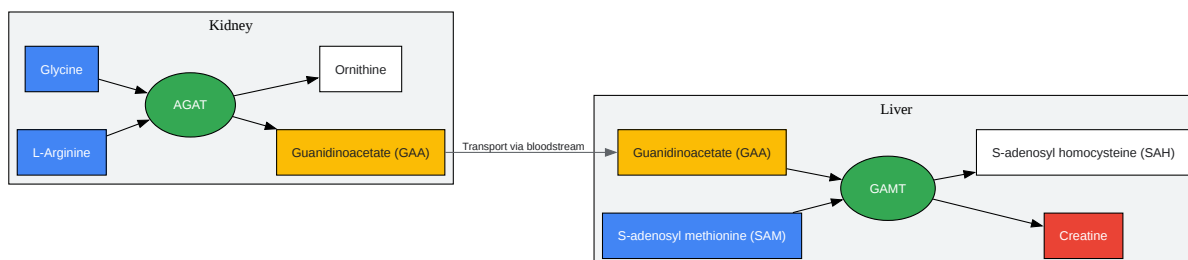 Kidney
Glycine
AGAT
Ornithine
L-Arginine
Guanidinoacetate (GAA)
Transport via bloodstream
Liver
Guanidinoacetate (GAA)
S-adenosyl homocysteine (SAH)
GAMT
S-adenosyl methionine (SAM)
Creatine